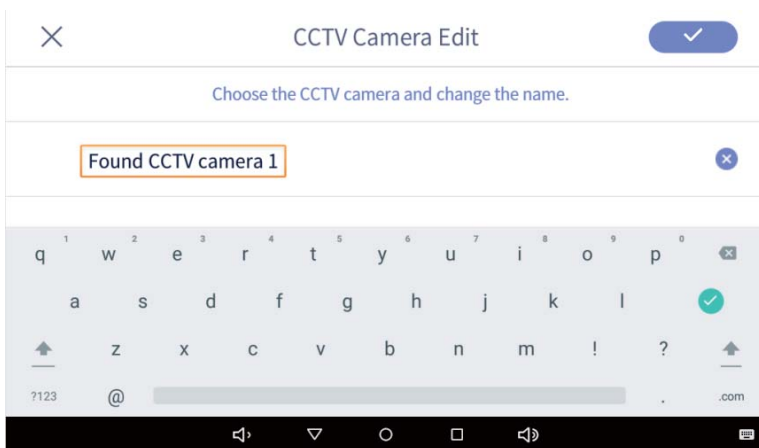 CCTV Camera Edit
Choose the CCTV camera and change the name.
Found CCTV camera 1
1 2 3 4 5 6 7 8 9 0
q w e r t y u i o p
a s d f g h j k l
z x c v b n m ! ?
?123 @ . .com